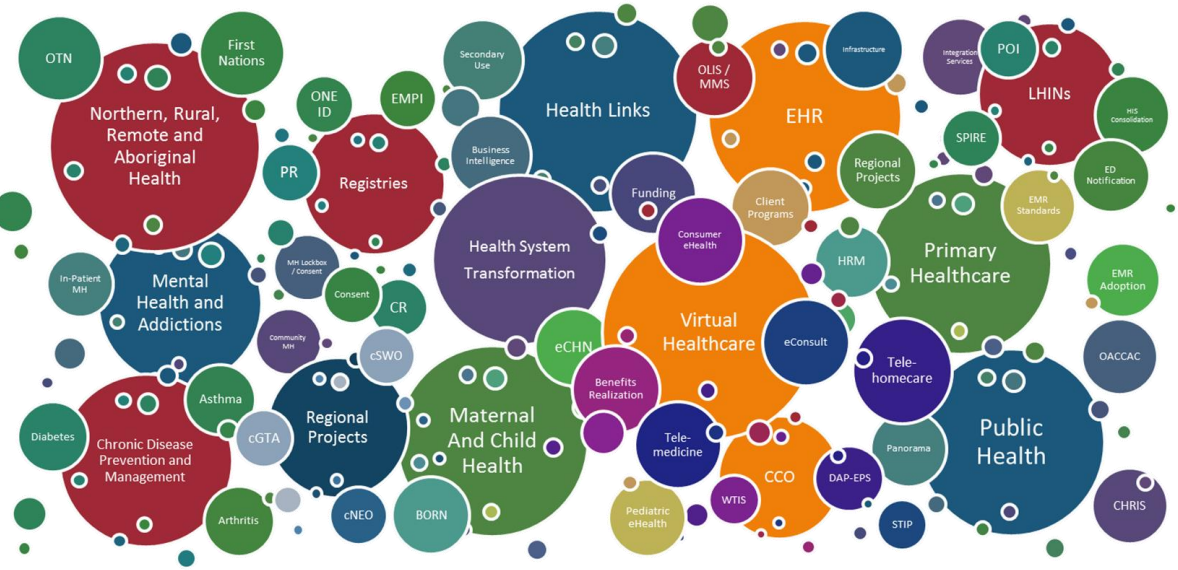 OTN
First
Nations
Northern, Rural,
Remote and
Aboriginal
Health
ONE
ID
EMPI
PR
Registries
Secondary
Use
Business
Intelligence
Health Links
OLIS /
MMS
EHR
Infrastructure
Integration
Services
POI
LHINs
HIS
Consolidation
SPIRE
ED
Notification
Regional
Projects
Funding
Client
Programs
EMR
Standards
Consumer
eHealth
Health System
Transformation
MH Lockbox
/ Consent
Consent
CR
In-Patient
MH
Mental
Health and
Addictions
Community
MH
cSWO
eCHN
Virtual
Healthcare
eConsult
HRM
Primary
Healthcare
EMR
Adoption
OACCAC
Tele-
homecare
Benefits
Realization
Asthma
Diabetes
Chronic Disease
Prevention and
Management
Arthritis
cGTA
Regional
Projects
cNEO
Maternal
And Child
Health
BORN
Tele-
medicine
Pediatric
eHealth
WTIS
CCO
DAP-EPS
Panorama
STIP
Public
Health
CHRIS